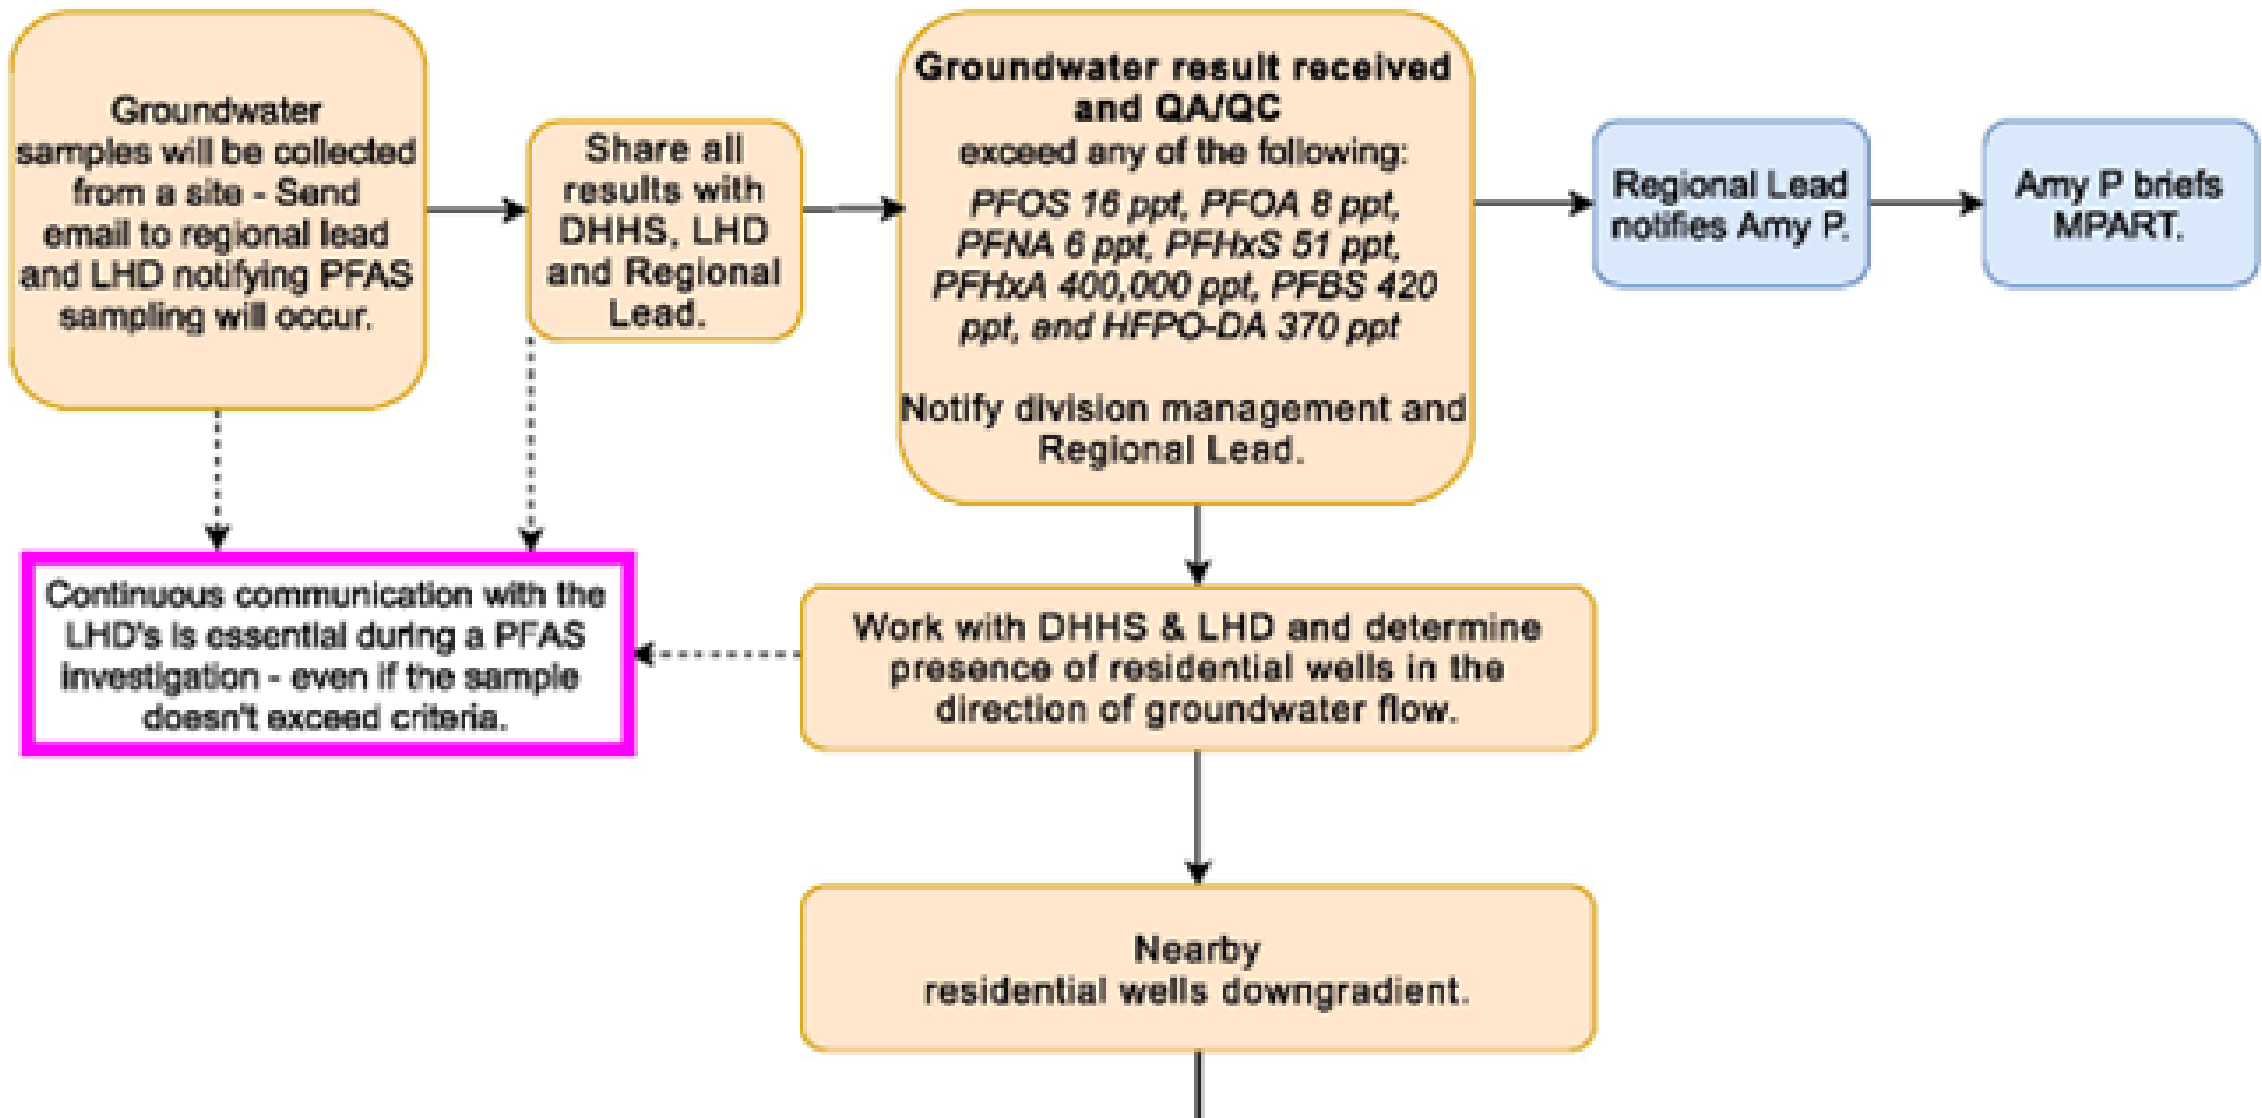 Groundwater
samples will be collected
from a site - Send
email to regional lead
and LHD notifying PFAS
sampling will occur.
Share all
results with
DHHS, LHD
and Regional
Lead.
Groundwater result received
and QA/QC
exceed any of the following:
PFOS 16 ppt, PFOA 8 ppt,
PFNA 6 ppt, PFHxS 51 ppt,
PFHxA 400,000 ppt, PFBS 420
ppt, and HFPO-DA 370 ppt
Notify division management and
Regional Lead.
Regional Lead
notifies Amy P.
Amy P briefs
MPART.
Continuous communication with the
LHD's is essential during a PFAS
investigation - even if the sample
doesn't exceed criteria.
Work with DHHS & LHD and determine
presence of residential wells in the
direction of groundwater flow.
Nearby
residential wells downgradient.